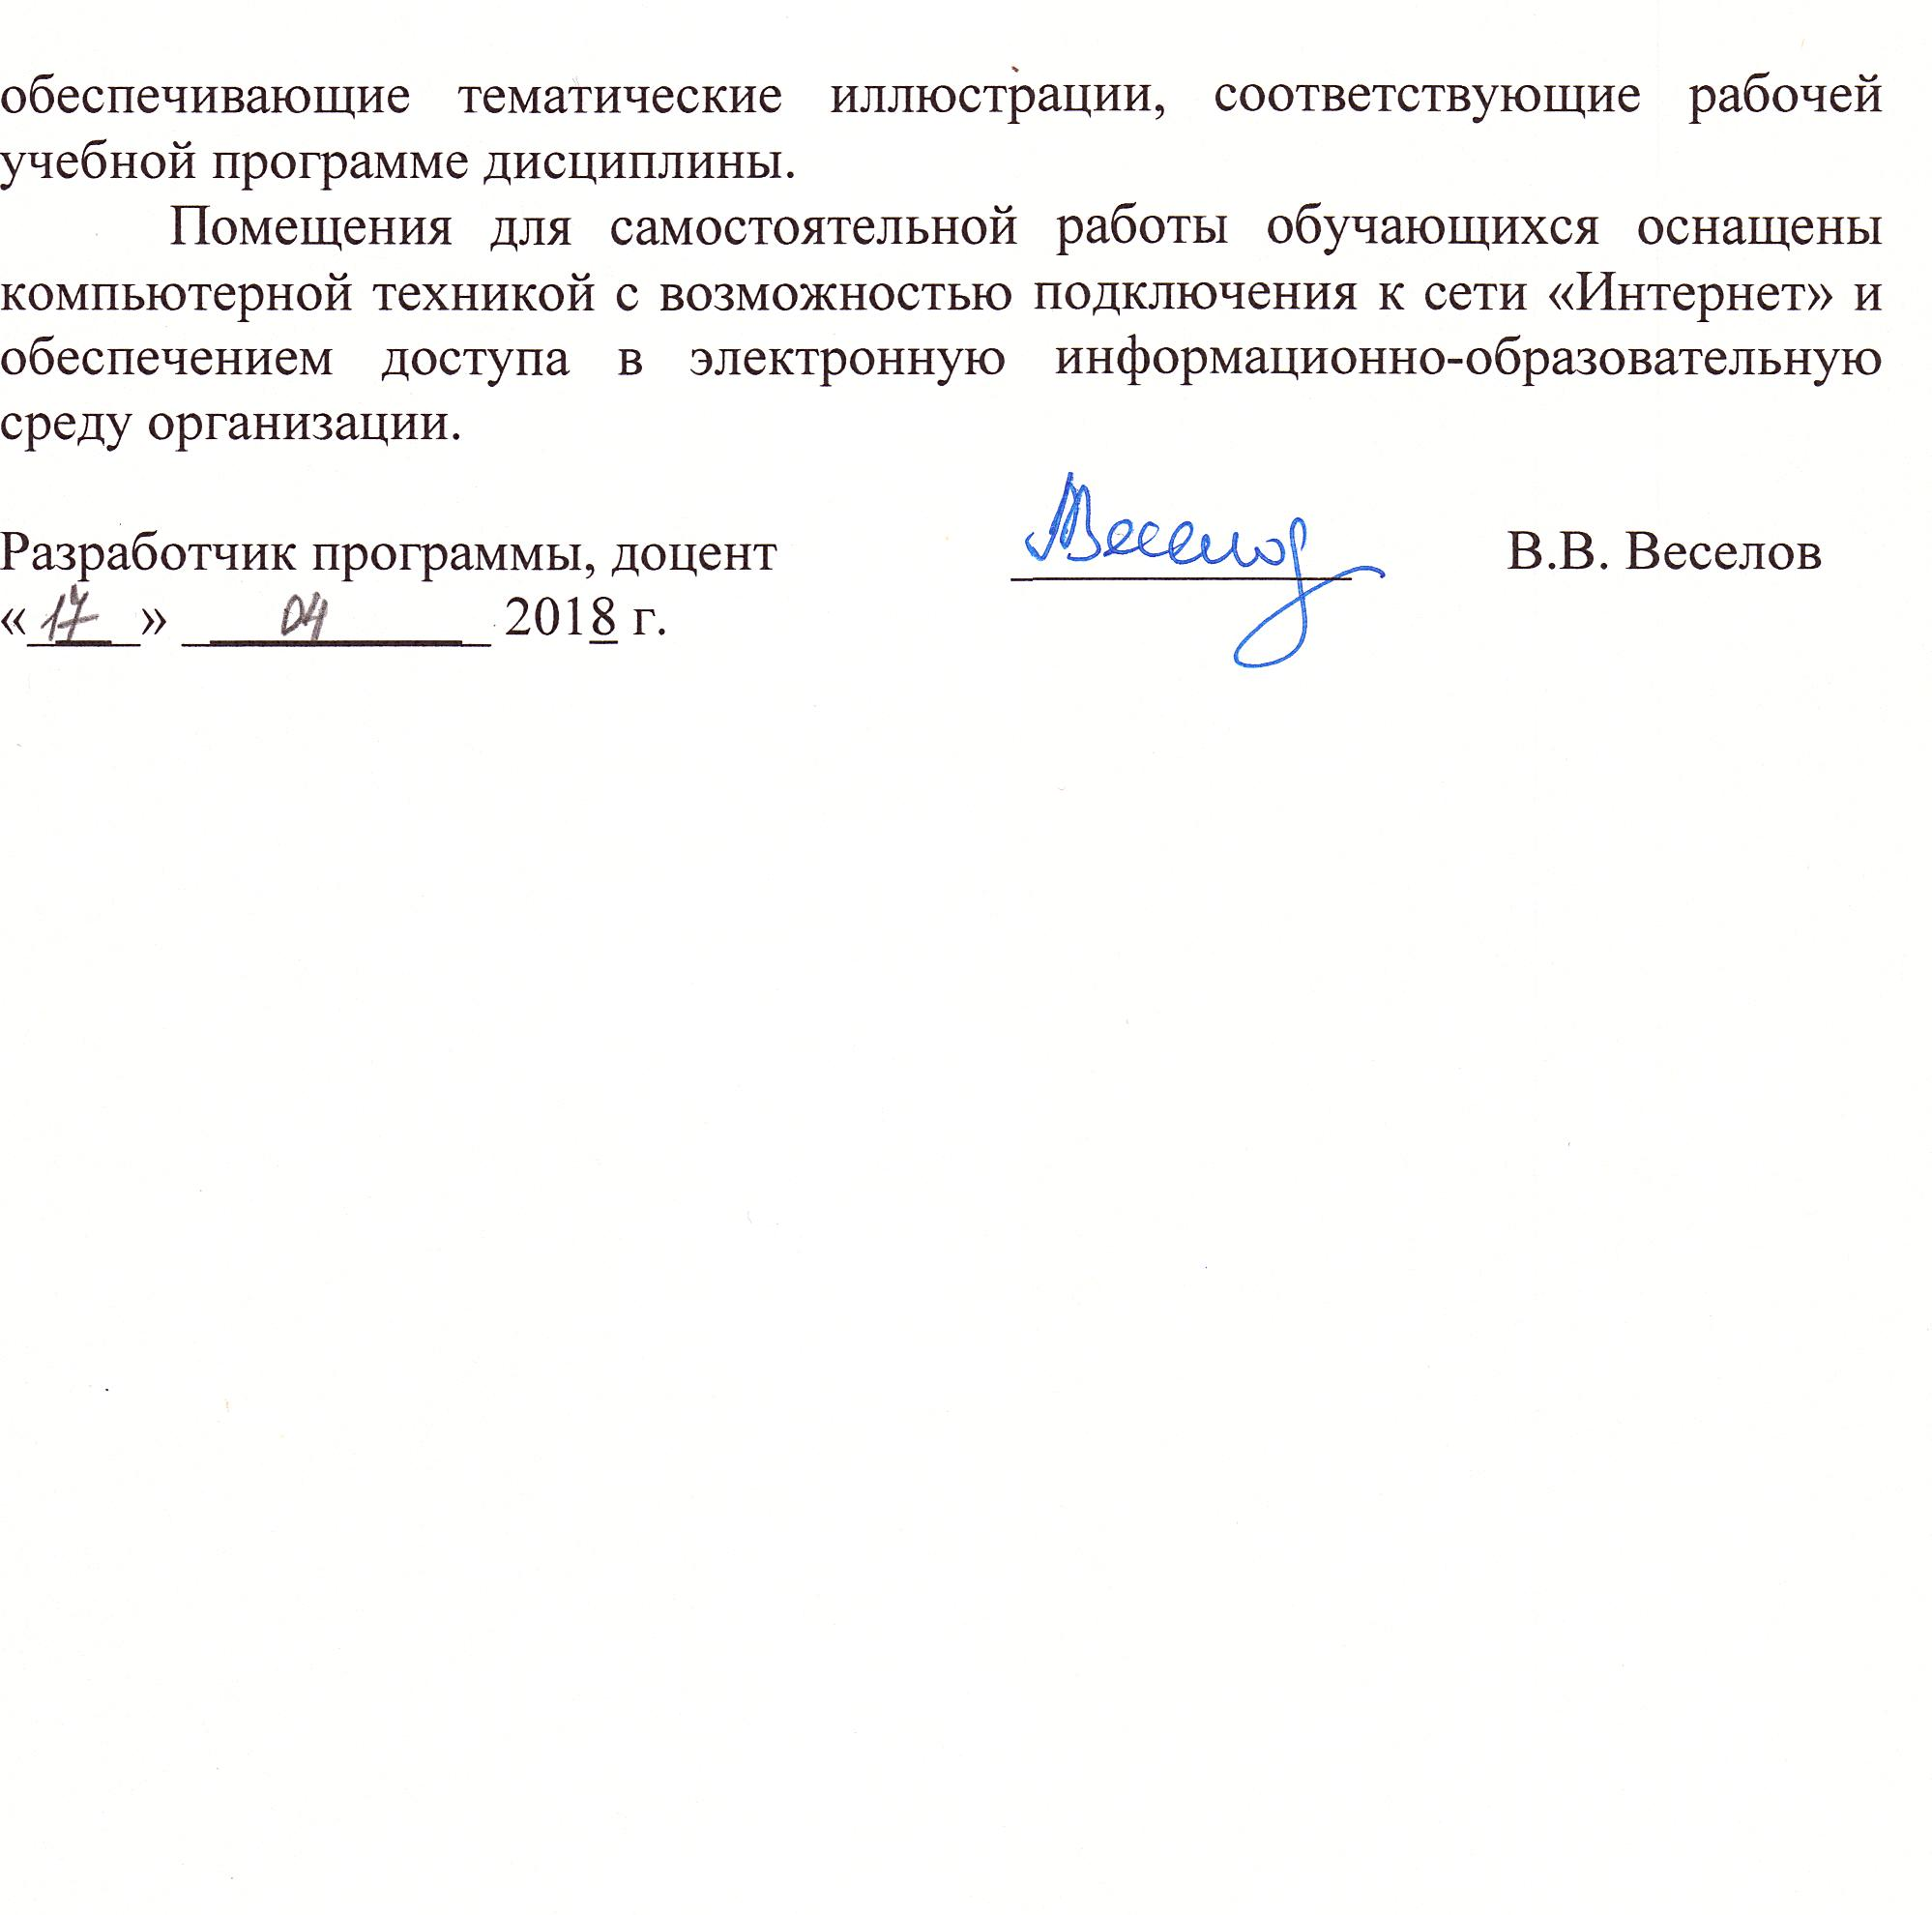 обеспечивающие тематические иллюстрации, соответствующие рабочей
учебной программе дисциплины.
Помещения для самостоятельной работы обучающихся оснащены
компьютерной техникой с возможностью подключения к сети «Интернет» и
обеспечением доступа в электронную информационно-образовательную
среду организации.
Разработчик программы, доцент Веселов В.В. Веселов
«17» 04 2018 г.